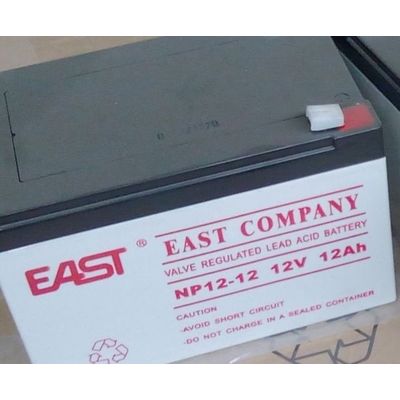 EAST®
EAST COMPANY
VALVE REGULATED LEAD ACID BATTERY
NP12-12 12V 12Ah
CAUTION:
-AVOID SHORT CIRCUIT
-DO NOT CHARGE IN A SEALED CONTAINER